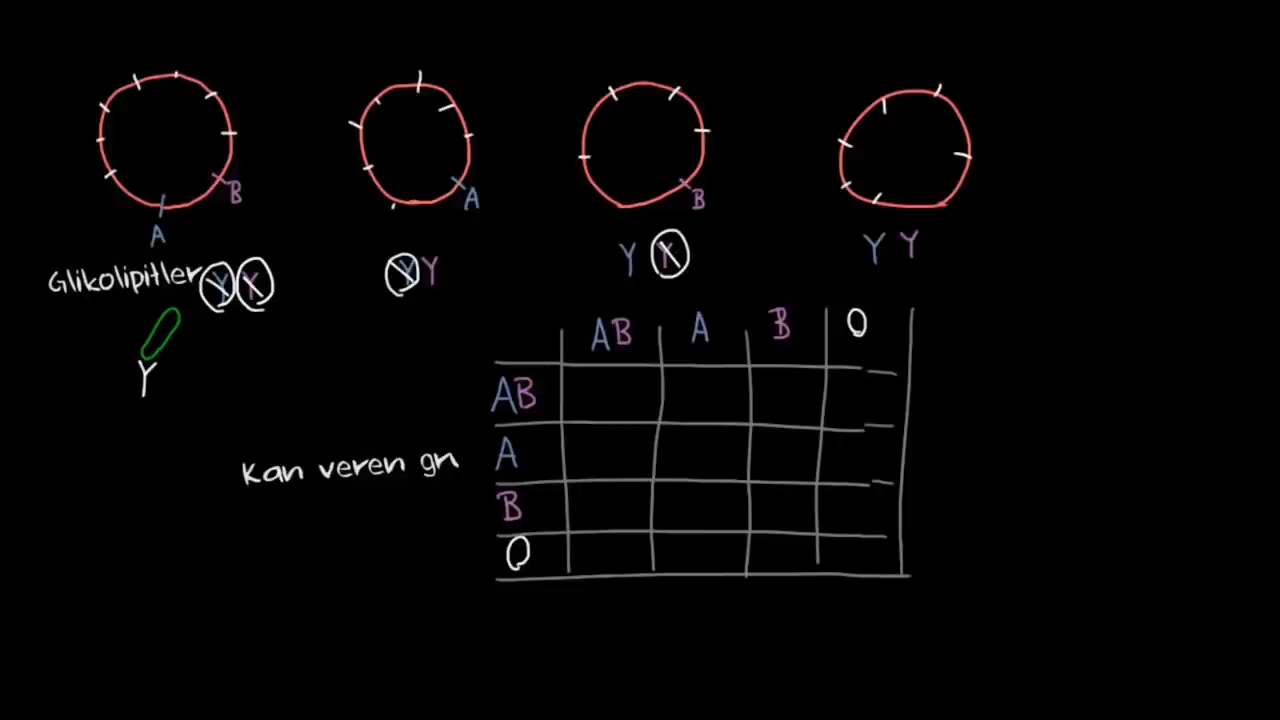 B
A
B
A
Glikolipitler Y Y
Y Y
Y Y
Y Y
Y
AB A B O
AB
A
Kan veren gn
B
O